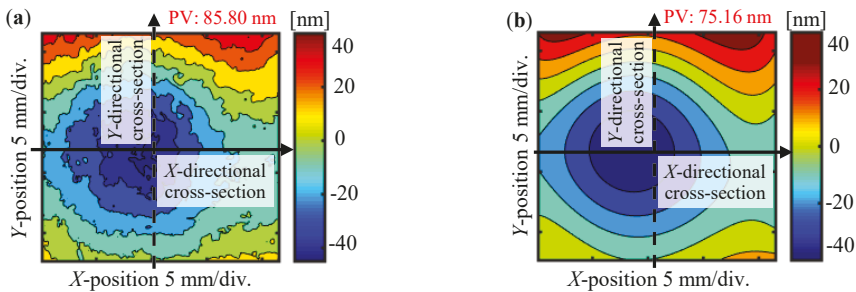 (a)
PV: 85.80 nm
[nm]
Y-position 5 mm/div.
Y-directional
cross-section
X-directional
cross-section
40
20
0
-20
-40
X-position 5 mm/div.
(b)
PV: 75.16 nm
[nm]
Y-position 5 mm/div.
Y-directional
cross-section
X-directional
cross-section
40
20
0
-20
-40
X-position 5 mm/div.